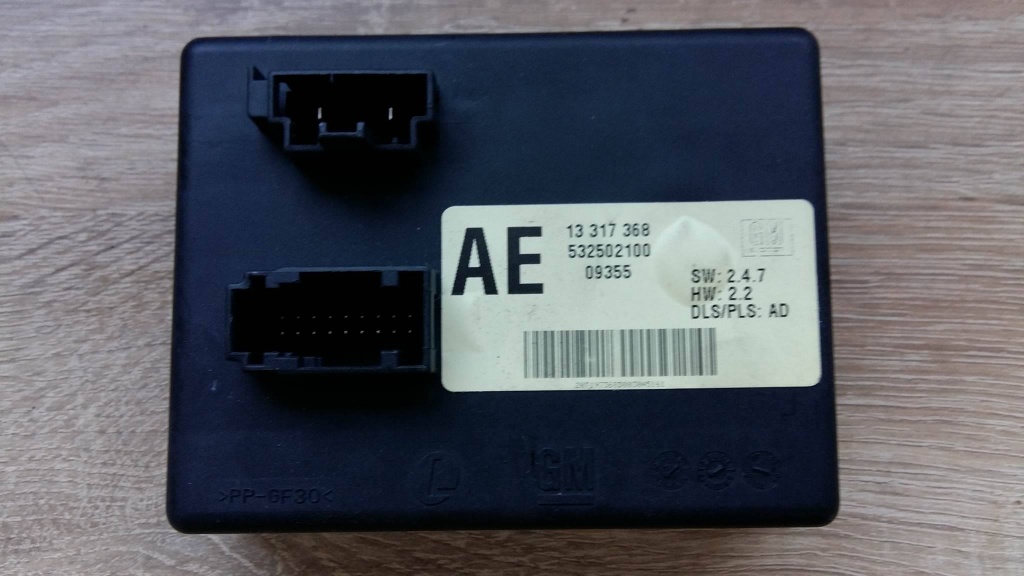 AE
13 317 368
532502100
09355
GM
SW: 2.4.7
HW: 2.2
DLS/PLS: AD
>PP-GF30<
GM